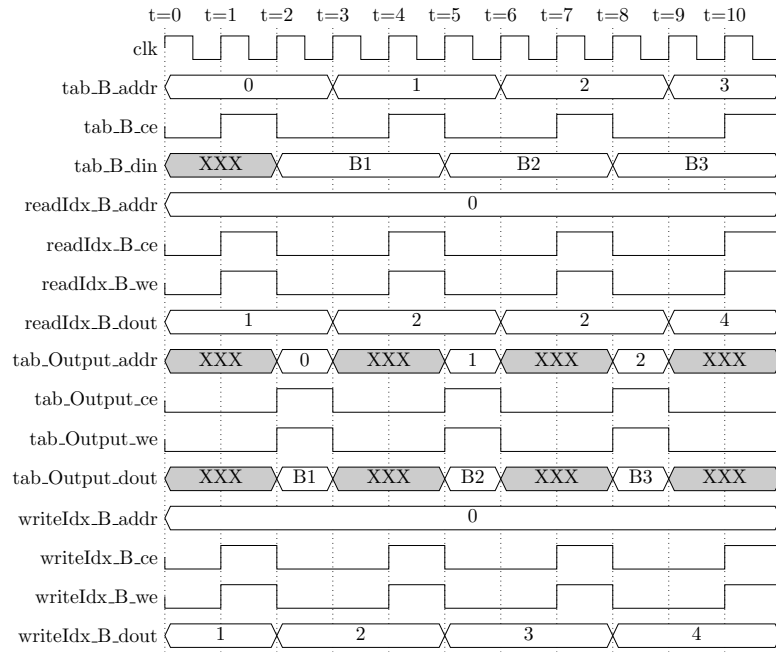 t=0 t=1 t=2 t=3 t=4 t=5 t=6 t=7 t=8 t=9 t=10
clk
tab_B_addr 0 1 2 3
tab_B_ce
tab_B_din XXX B1 B2 B3
readIdx_B_addr 0
readIdx_B_ce
readIdx_B_we
readIdx_B_dout 1 2 2 4
tab_Output_addr XXX 0 XXX 1 XXX 2 XXX
tab_Output_ce
tab_Output_we
tab_Output_dout XXX B1 XXX B2 XXX B3 XXX
writeIdx_B_addr 0
writeIdx_B_ce
writeIdx_B_we
writeIdx_B_dout 1 2 3 4